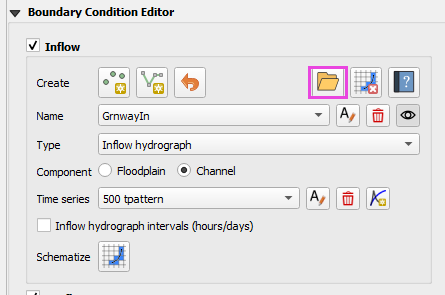 Boundary Condition Editor
Inflow
Create
?
Name GrnwayIn A
Type Inflow hydrograph
Component Floodplain Channel
Time series 500 tpattern A
Inflow hydrograph intervals (hours/days)
Schematize